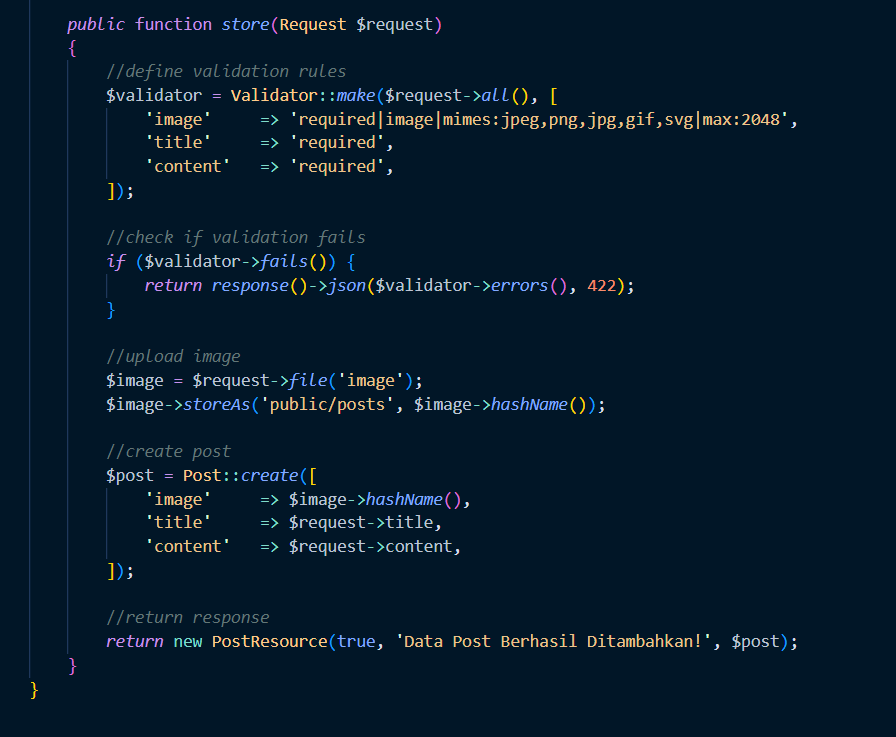 public function store(Request $request)
{
//define validation rules
$validator = Validator::make($request->all(), [
'image'     => 'required|image|mimes:jpeg,png,jpg,gif,svg|max:2048',
'title'     => 'required',
'content'   => 'required',
]);
//check if validation fails
if ($validator->fails()) {
return response()->json($validator->errors(), 422);
}
//upload image
$image = $request->file('image');
$image->storeAs('public/posts', $image->hashName());
//create post
$post = Post::create([
'image'     => $image->hashName(),
'title'     => $request->title,
'content'   => $request->content,
]);
//return response
return new PostResource(true, 'Data Post Berhasil Ditambahkan!', $post);
}
}